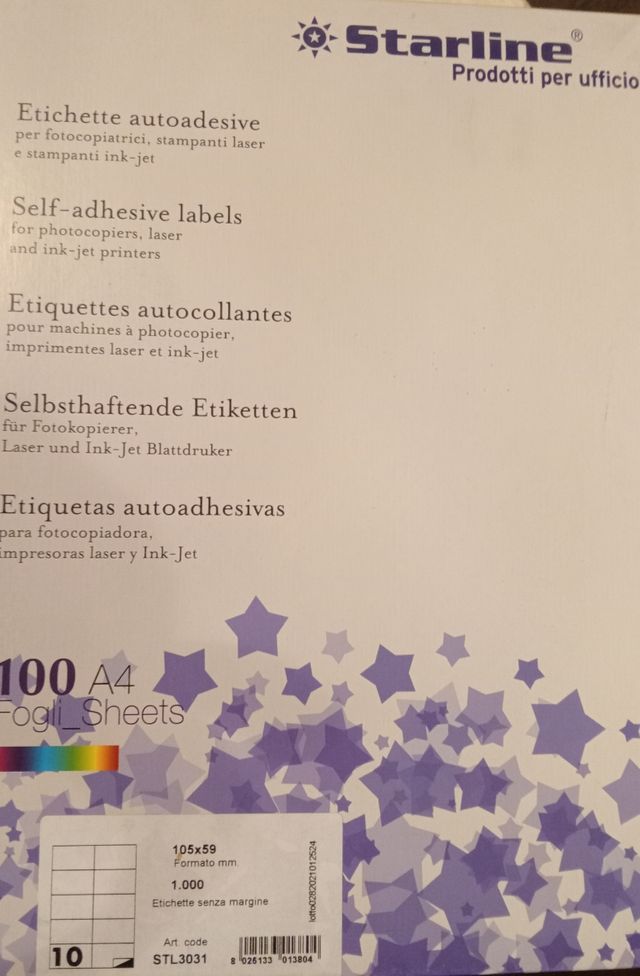 Starline®
Prodotti per ufficio
Etichette autoadesive
per fotocopiatrici, stampanti laser
e stampanti ink-jet
Self-adhesive labels
for photocopiers, laser
and ink-jet printers
Etiquettes autocollantes
pour machines à photocopier,
imprimentes laser et ink-jet
Selbsthaftende Etiketten
für Fotokopierer,
Laser und Ink-Jet Blattdruker
Etiquetas autoadhesivas
para fotocopiadora,
impresoras laser y Ink-Jet
100 A4
Fogli_Sheets
105x59
Formato mm.
1.000
Etichette senza margine
Art. code
STL3031
10
8 025133 013804
lotto0282021012524